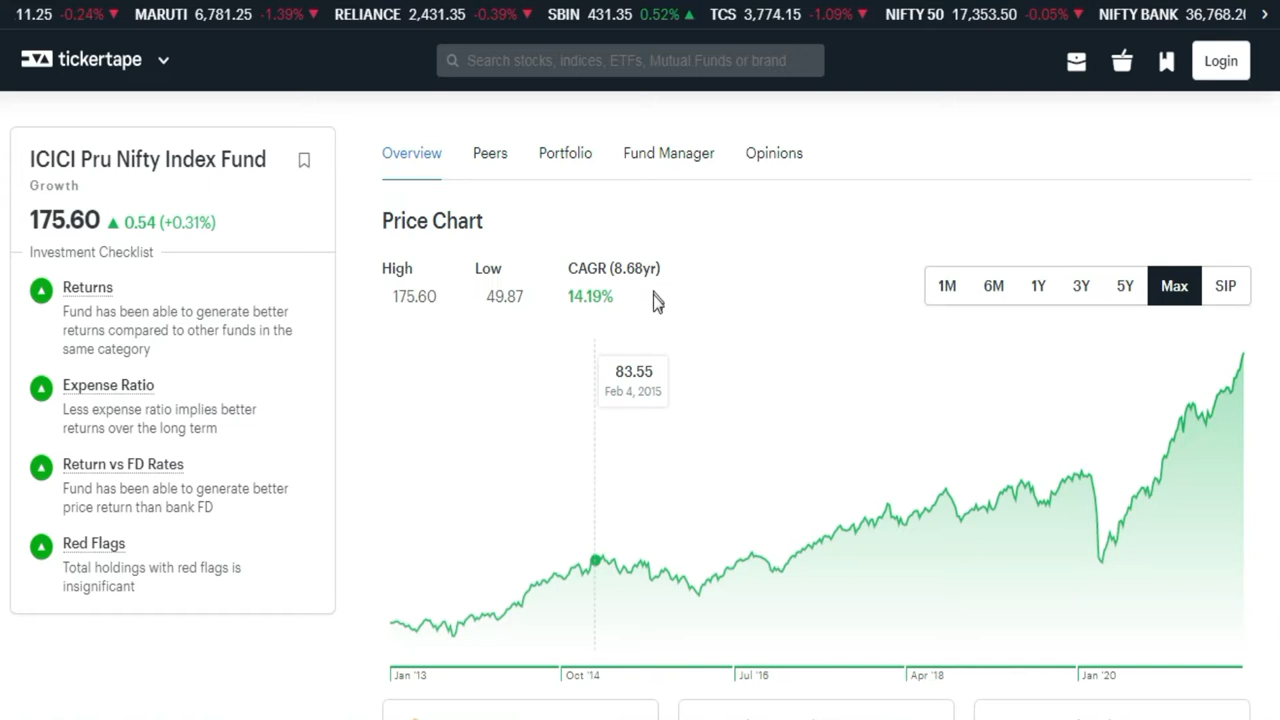 11.25 -0.24% ▼ MARUTI 6,781.25 -1.39% ▼ RELIANCE 2,431.35 -0.39% ▼ SBIN 431.35 0.52% ▲ TCS 3,774.15 -1.09% ▼ NIFTY 50 17,353.50 -0.05% ▼ NIFTY BANK 36,768.20
tickertape
Search stocks, indices, ETFs, Mutual Funds or brand
Login
ICICI Pru Nifty Index Fund
Growth
175.60 ▲ 0.54 (+0.31%)
Investment Checklist
Returns
Fund has been able to generate better
returns compared to other funds in the
same category
Expense Ratio
Less expense ratio implies better
returns over the long term
Return vs FD Rates
Fund has been able to generate better
price return than bank FD
Red Flags
Total holdings with red flags is
insignificant
Overview Peers Portfolio Fund Manager Opinions
Price Chart
High Low CAGR (8.68yr)
175.60 49.87 14.19%
1M 6M 1Y 3Y 5Y Max SIP
83.55
Feb 4, 2015
Jan '13 Oct '14 Jul '16 Apr '18 Jan '20